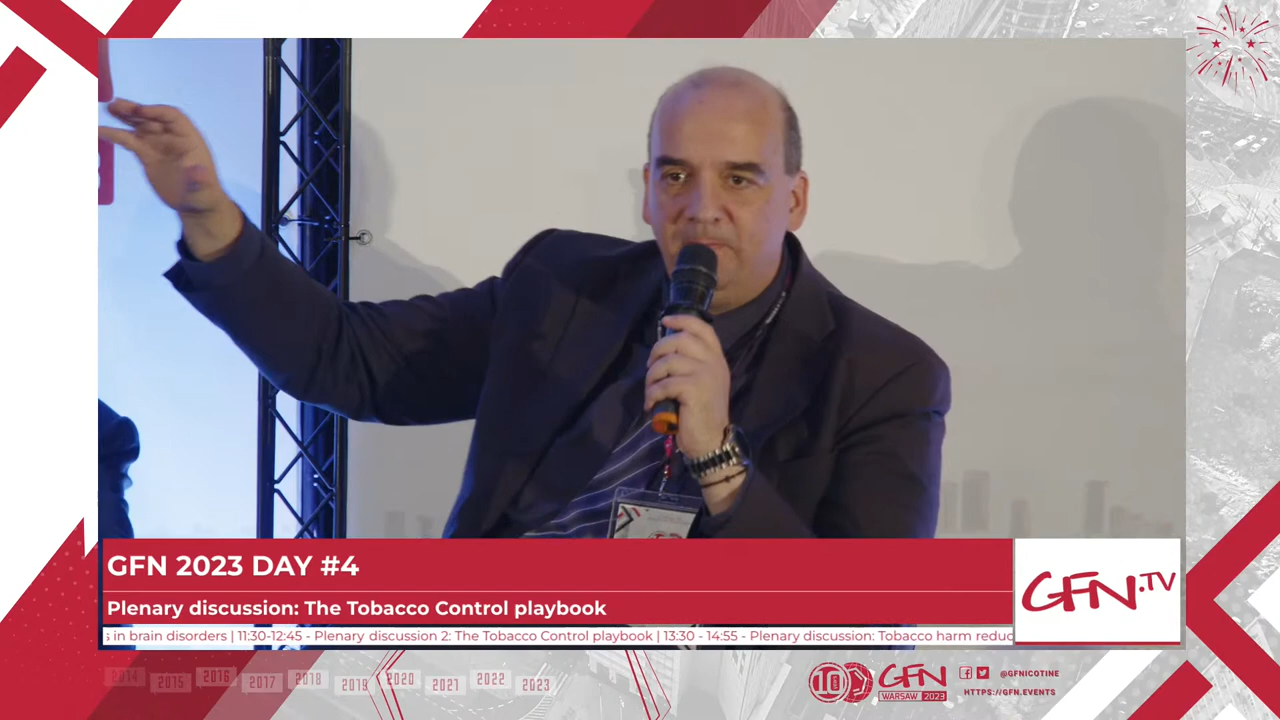 GFN 2023 DAY #4
Plenary discussion: The Tobacco Control playbook
s in brain disorders | 11:30-12:45 - Plenary discussion 2: The Tobacco Control playbook | 13:30 - 14:55 - Plenary discussion: Tobacco harm reduc
GFN.TV
2014 2015 2016 2017 2018 2019 2020 2021 2022 2023
10 GFN WARSAW 2023
@GFNICOTINE
HTTPS://GFN.EVENTS